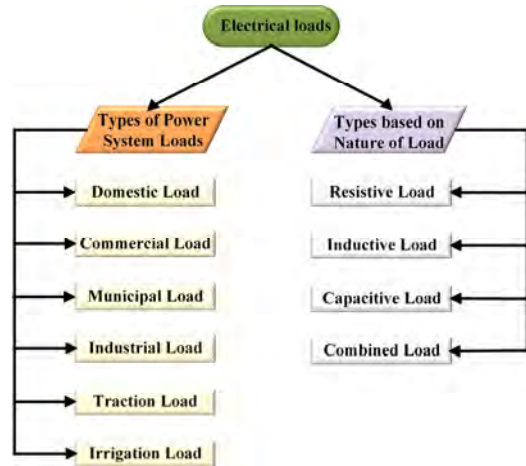 Electrical loads
Types of Power
System Loads
Domestic Load
Commercial Load
Municipal Load
Industrial Load
Traction Load
Irrigation Load
Types based on
Nature of Load
Resistive Load
Inductive Load
Capacitive Load
Combined Load